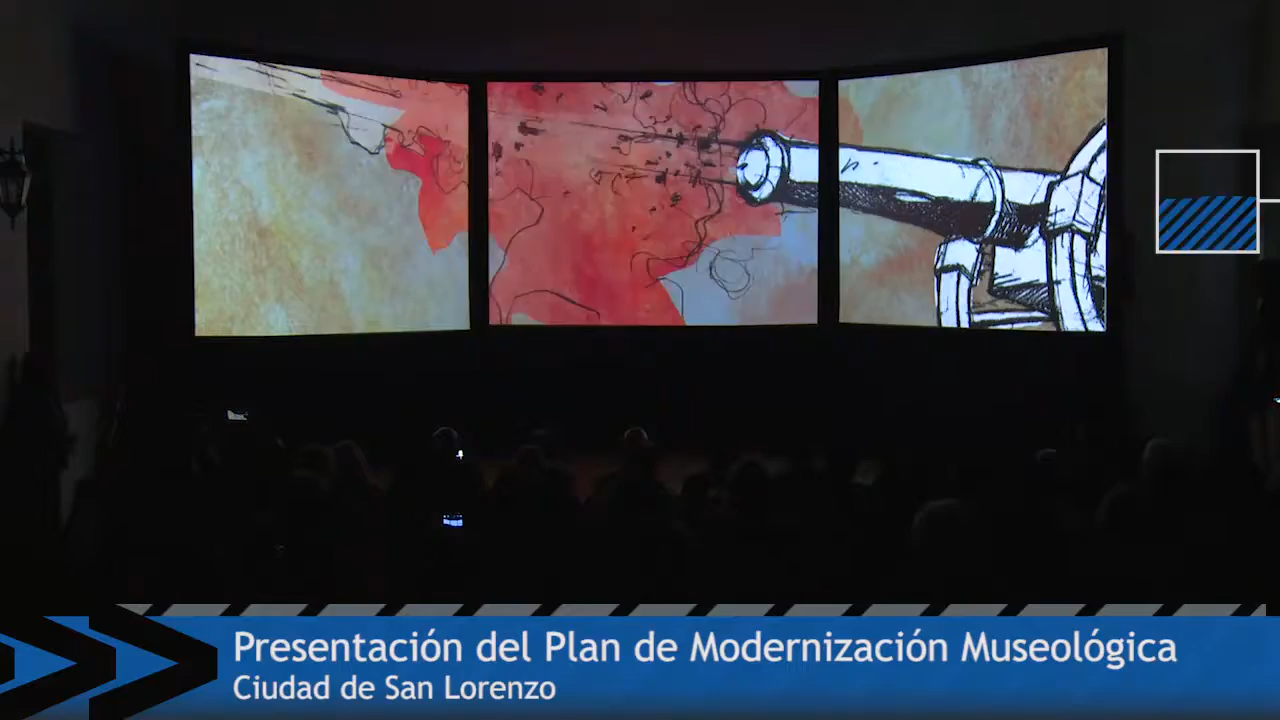 Presentación del Plan de Modernización Museológica
Ciudad de San Lorenzo